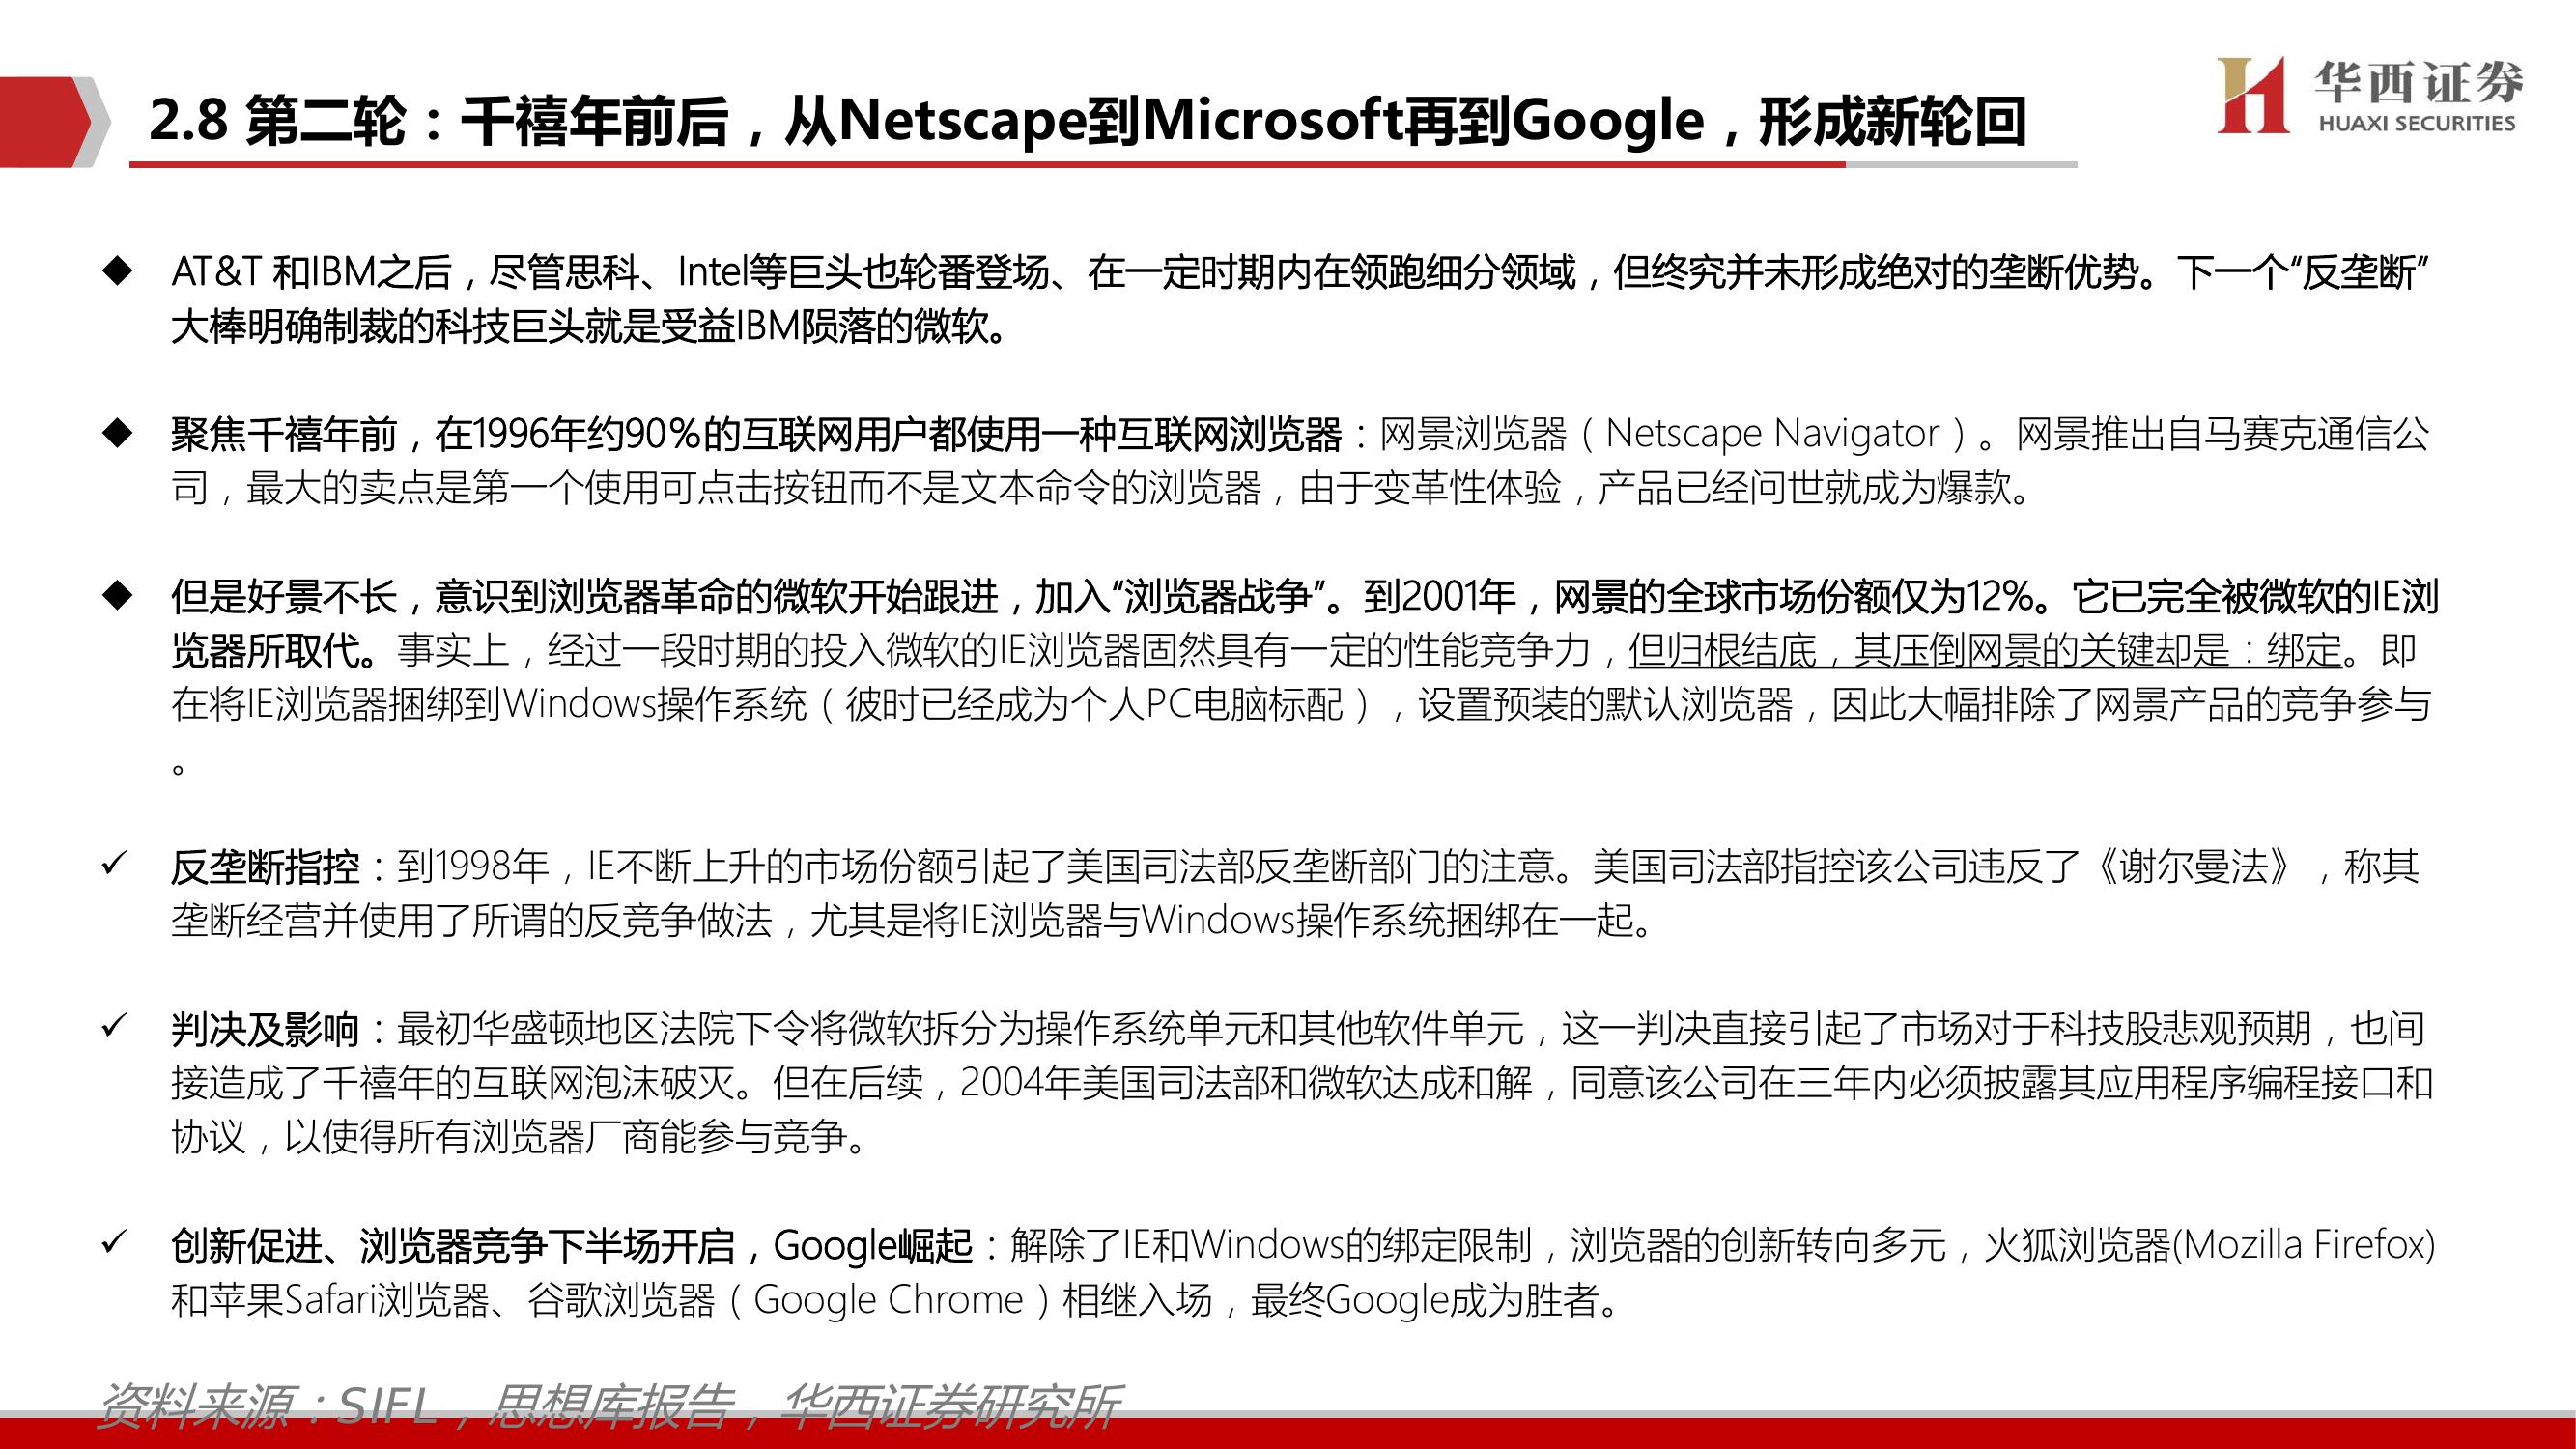 2.8 第二轮：千禧年前后，从Netscape到Microsoft再到Google，形成新轮回
华西证券
HUAXI SECURITIES
◆ AT&T 和IBM之后，尽管思科、Intel等巨头也轮番登场、在一定时期内在领跑细分领域，但终究并未形成绝对的垄断优势。下一个“反垄断”
大棒明确制裁的科技巨头就是受益IBM陨落的微软。
◆ 聚焦千禧年前，在1996年约90%的互联网用户都使用一种互联网浏览器：网景浏览器（Netscape Navigator）。网景推出自马赛克通信公
司，最大的卖点是第一个使用可点击按钮而不是文本命令的浏览器，由于变革性体验，产品已经问世就成为爆款。
◆ 但是好景不长，意识到浏览器革命的微软开始跟进，加入“浏览器战争”。到2001年，网景的全球市场份额仅为12%。它已完全被微软的IE浏
览器所取代。事实上，经过一段时期的投入微软的IE浏览器固然具有一定的性能竞争力，但归根结底，其压倒网景的关键却是：绑定。即
在将IE浏览器捆绑到Windows操作系统（彼时已经成为个人PC电脑标配），设置预装的默认浏览器，因此大幅排除了网景产品的竞争参与
。
✓ 反垄断指控：到1998年，IE不断上升的市场份额引起了美国司法部反垄断部门的注意。美国司法部指控该公司违反了《谢尔曼法》，称其
垄断经营并使用了所谓的反竞争做法，尤其是将IE浏览器与Windows操作系统捆绑在一起。
✓ 判决及影响：最初华盛顿地区法院下令将微软拆分为操作系统单元和其他软件单元，这一判决直接引起了市场对于科技股悲观预期，也间
接造成了千禧年的互联网泡沫破灭。但在后续，2004年美国司法部和微软达成和解，同意该公司在三年内必须披露其应用程序编程接口和
协议，以使得所有浏览器厂商能参与竞争。
✓ 创新促进、浏览器竞争下半场开启，Google崛起：解除了IE和Windows的绑定限制，浏览器的创新转向多元，火狐浏览器(Mozilla Firefox)
和苹果Safari浏览器、谷歌浏览器（Google Chrome）相继入场，最终Google成为胜者。
资料来源：SIFL，思想库报告，华西证券研究所